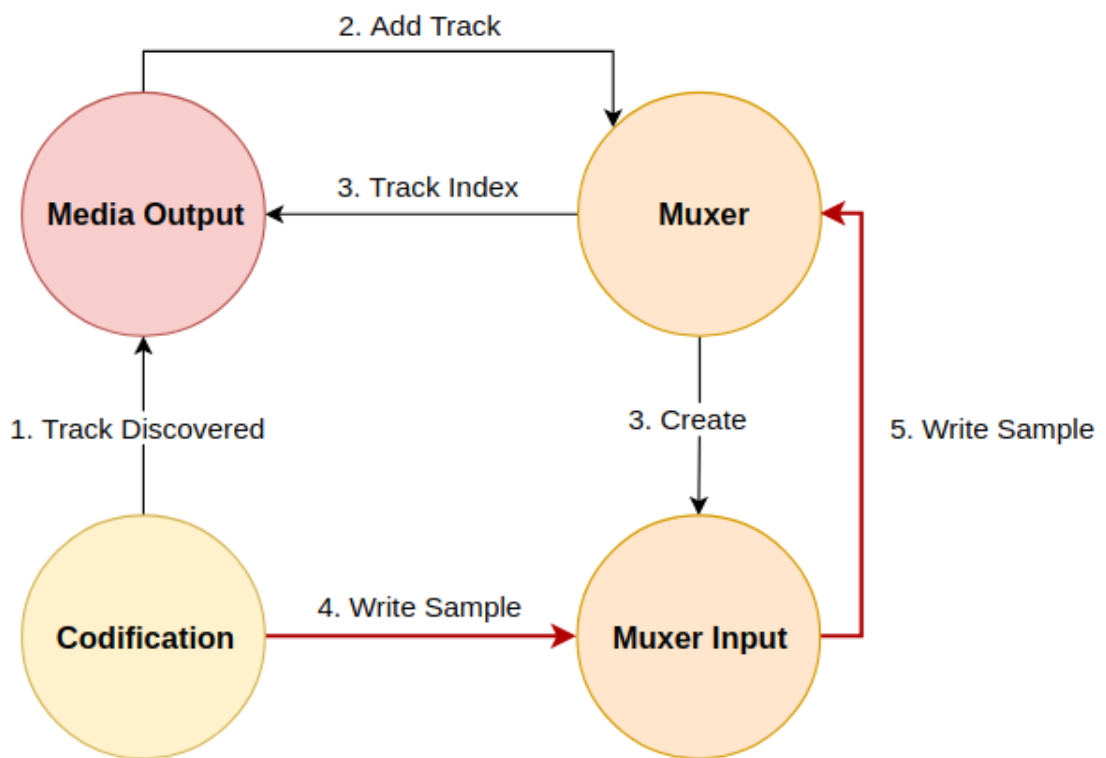 2. Add Track
Media Output
3. Track Index
Muxer
1. Track Discovered
3. Create
5. Write Sample
Codification
4. Write Sample
Muxer Input